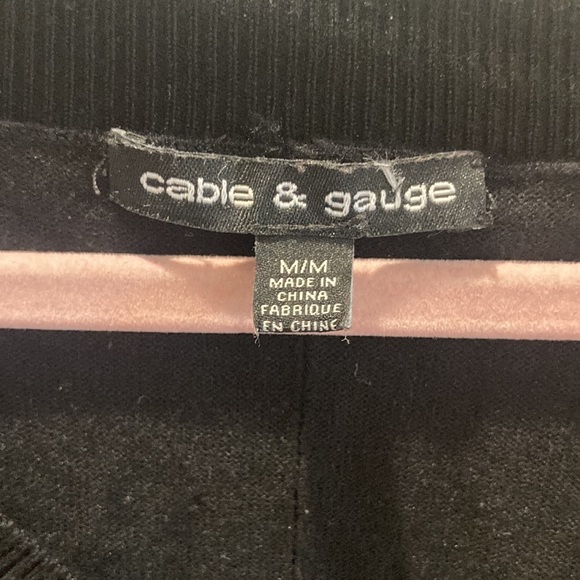 cable & gauge
M/M
MADE IN
CHINA
FABRIQUE
EN CHINE